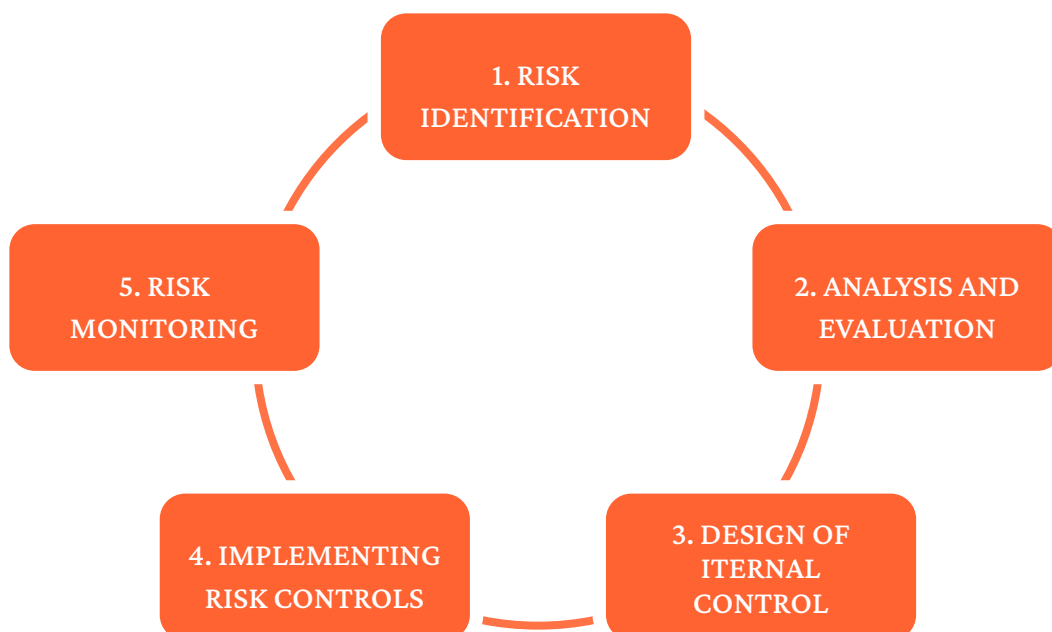 1. RISK
IDENTIFICATION
2. ANALYSIS AND
EVALUATION
3. DESIGN OF
ITERNAL
CONTROL
4. IMPLEMENTING
RISK CONTROLS
5. RISK
MONITORING